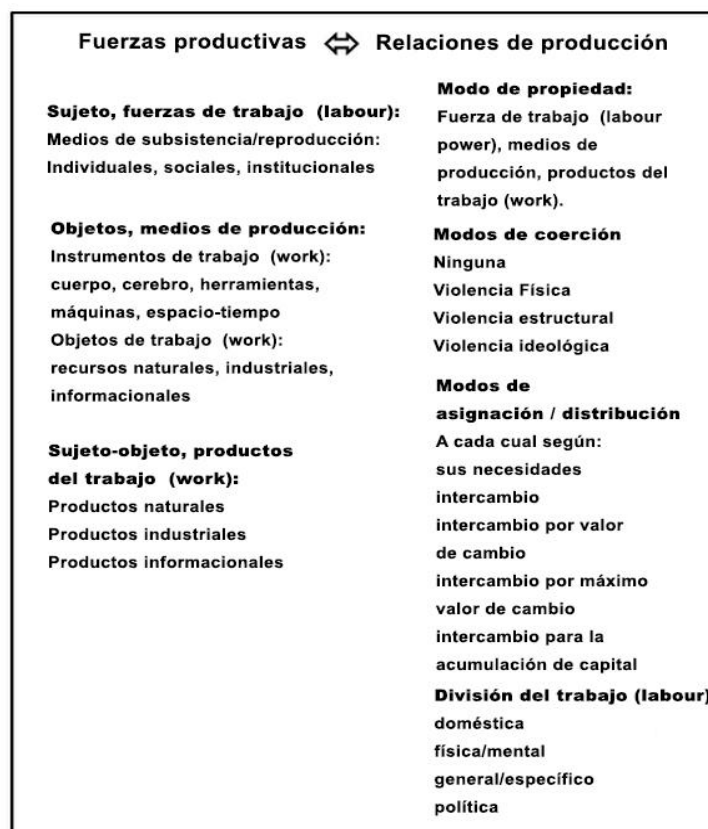 Fuerzas productivas ⇔ Relaciones de producción
Sujeto, fuerzas de trabajo (labour):
Medios de subsistencia/reproducción:
Individuales, sociales, institucionales
Objetos, medios de producción:
Instrumentos de trabajo (work):
cuerpo, cerebro, herramientas,
máquinas, espacio-tiempo
Objetos de trabajo (work):
recursos naturales, industriales,
informacionales
Sujeto-objeto, productos
del trabajo (work):
Productos naturales
Productos industriales
Productos informacionales
Modo de propiedad:
Fuerza de trabajo (labour
power), medios de
producción, productos del
trabajo (work).
Modos de coerción
Ninguna
Violencia Física
Violencia estructural
Violencia ideológica
Modos de
asignación / distribución
A cada cual según:
sus necesidades
intercambio
intercambio por valor
de cambio
intercambio por máximo
valor de cambio
intercambio para la
acumulación de capital
División del trabajo (labour)
doméstica
física/mental
general/específico
política